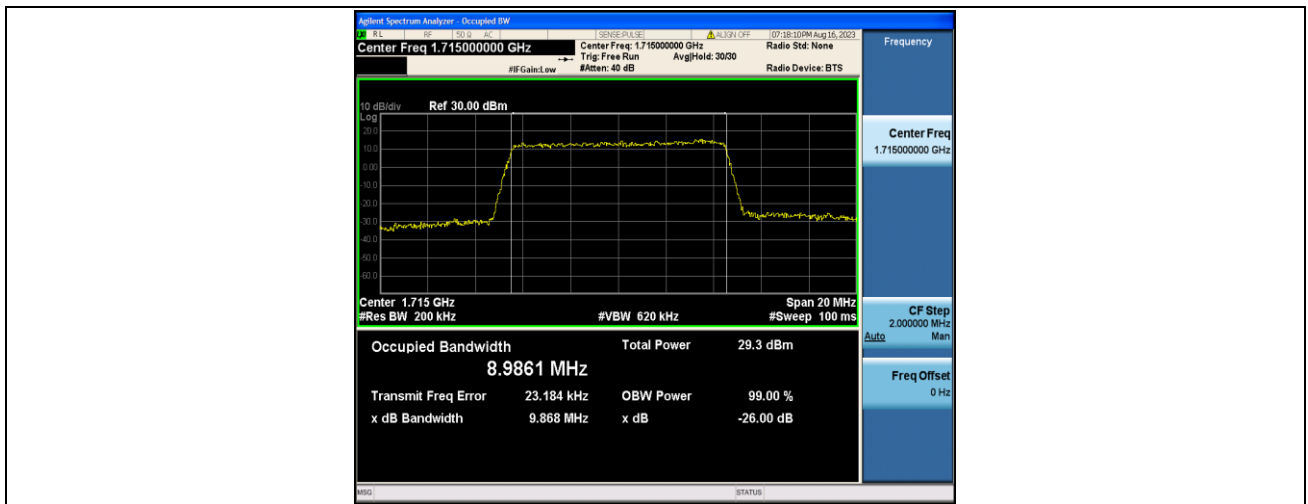 Agilent Spectrum Analyzer - Occupied BW
RL RF 50 Ω AC SENSE:PULSE ALIGN OFF 07:18:10PM Aug 16, 2023
Center Freq 1.715000000 GHz
Center Freq: 1.715000000 GHz Radio Std: None
Trig: Free Run Avg|Hold: 30/30
#IFGain:Low #Atten: 40 dB Radio Device: BTS
10 dB/div Ref 30.00 dBm
Log
20.0
10.0
0.00
-10.0
-20.0
-30.0
-40.0
-50.0
-60.0
Center 1.715 GHz Span 20 MHz
#Res BW 200 kHz #VBW 620 kHz #Sweep 100 ms
Occupied Bandwidth Total Power 29.3 dBm
8.9861 MHz
Transmit Freq Error 23.184 kHz OBW Power 99.00 %
x dB Bandwidth 9.868 MHz x dB -26.00 dB
Frequency
Center Freq
1.715000000 GHz
CF Step
2.000000 MHz
Auto Man
Freq Offset
0 Hz
MSG STATUS